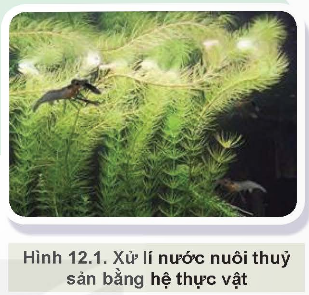 Hình 12.1. Xử lí nước nuôi thuỷ
sản bằng hệ thực vật